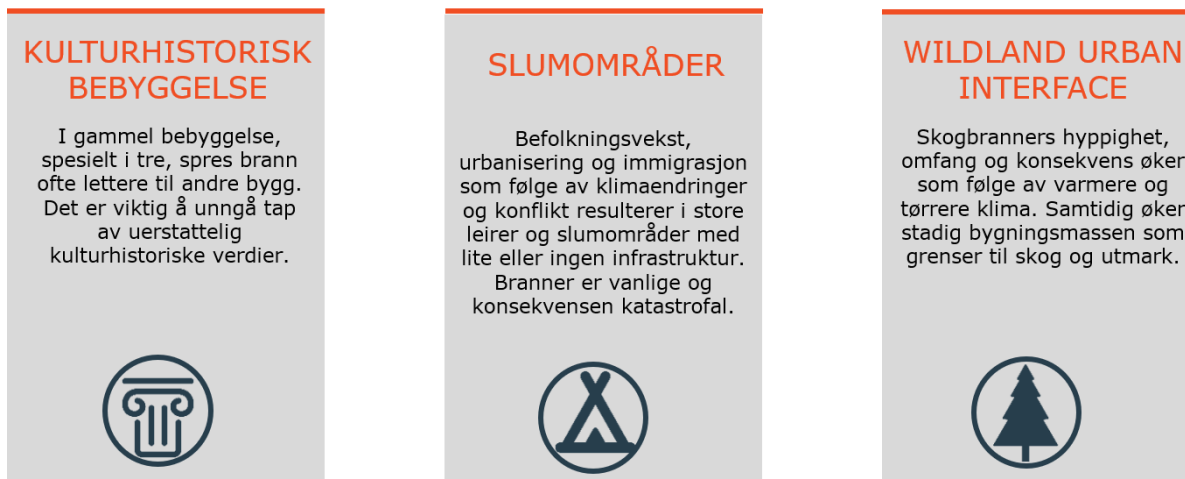 KULTURHISTORISK
BEBYGGELSE
I gammel bebyggelse,
spesielt i tre, spres brann
ofte lettere til andre bygg.
Det er viktig å unngå tap
av uerstattelig
kulturhistoriske verdier.
SLUMOMRÅDER
Befolkningsvekst,
urbanisering og immigrasjon
som følge av klimaendringer
og konflikt resulterer i store
leirer og slumområder med
lite eller ingen infrastruktur.
Branner er vanlige og
konsekvensen katastrofal.
WILDLAND URBAN
INTERFACE
Skogbranners hyppighet,
omfang og konsekvens øker
som følge av varmere og
tørrere klima. Samtidig øker
stadig bygningsmassen som
grenser til skog og utmark.